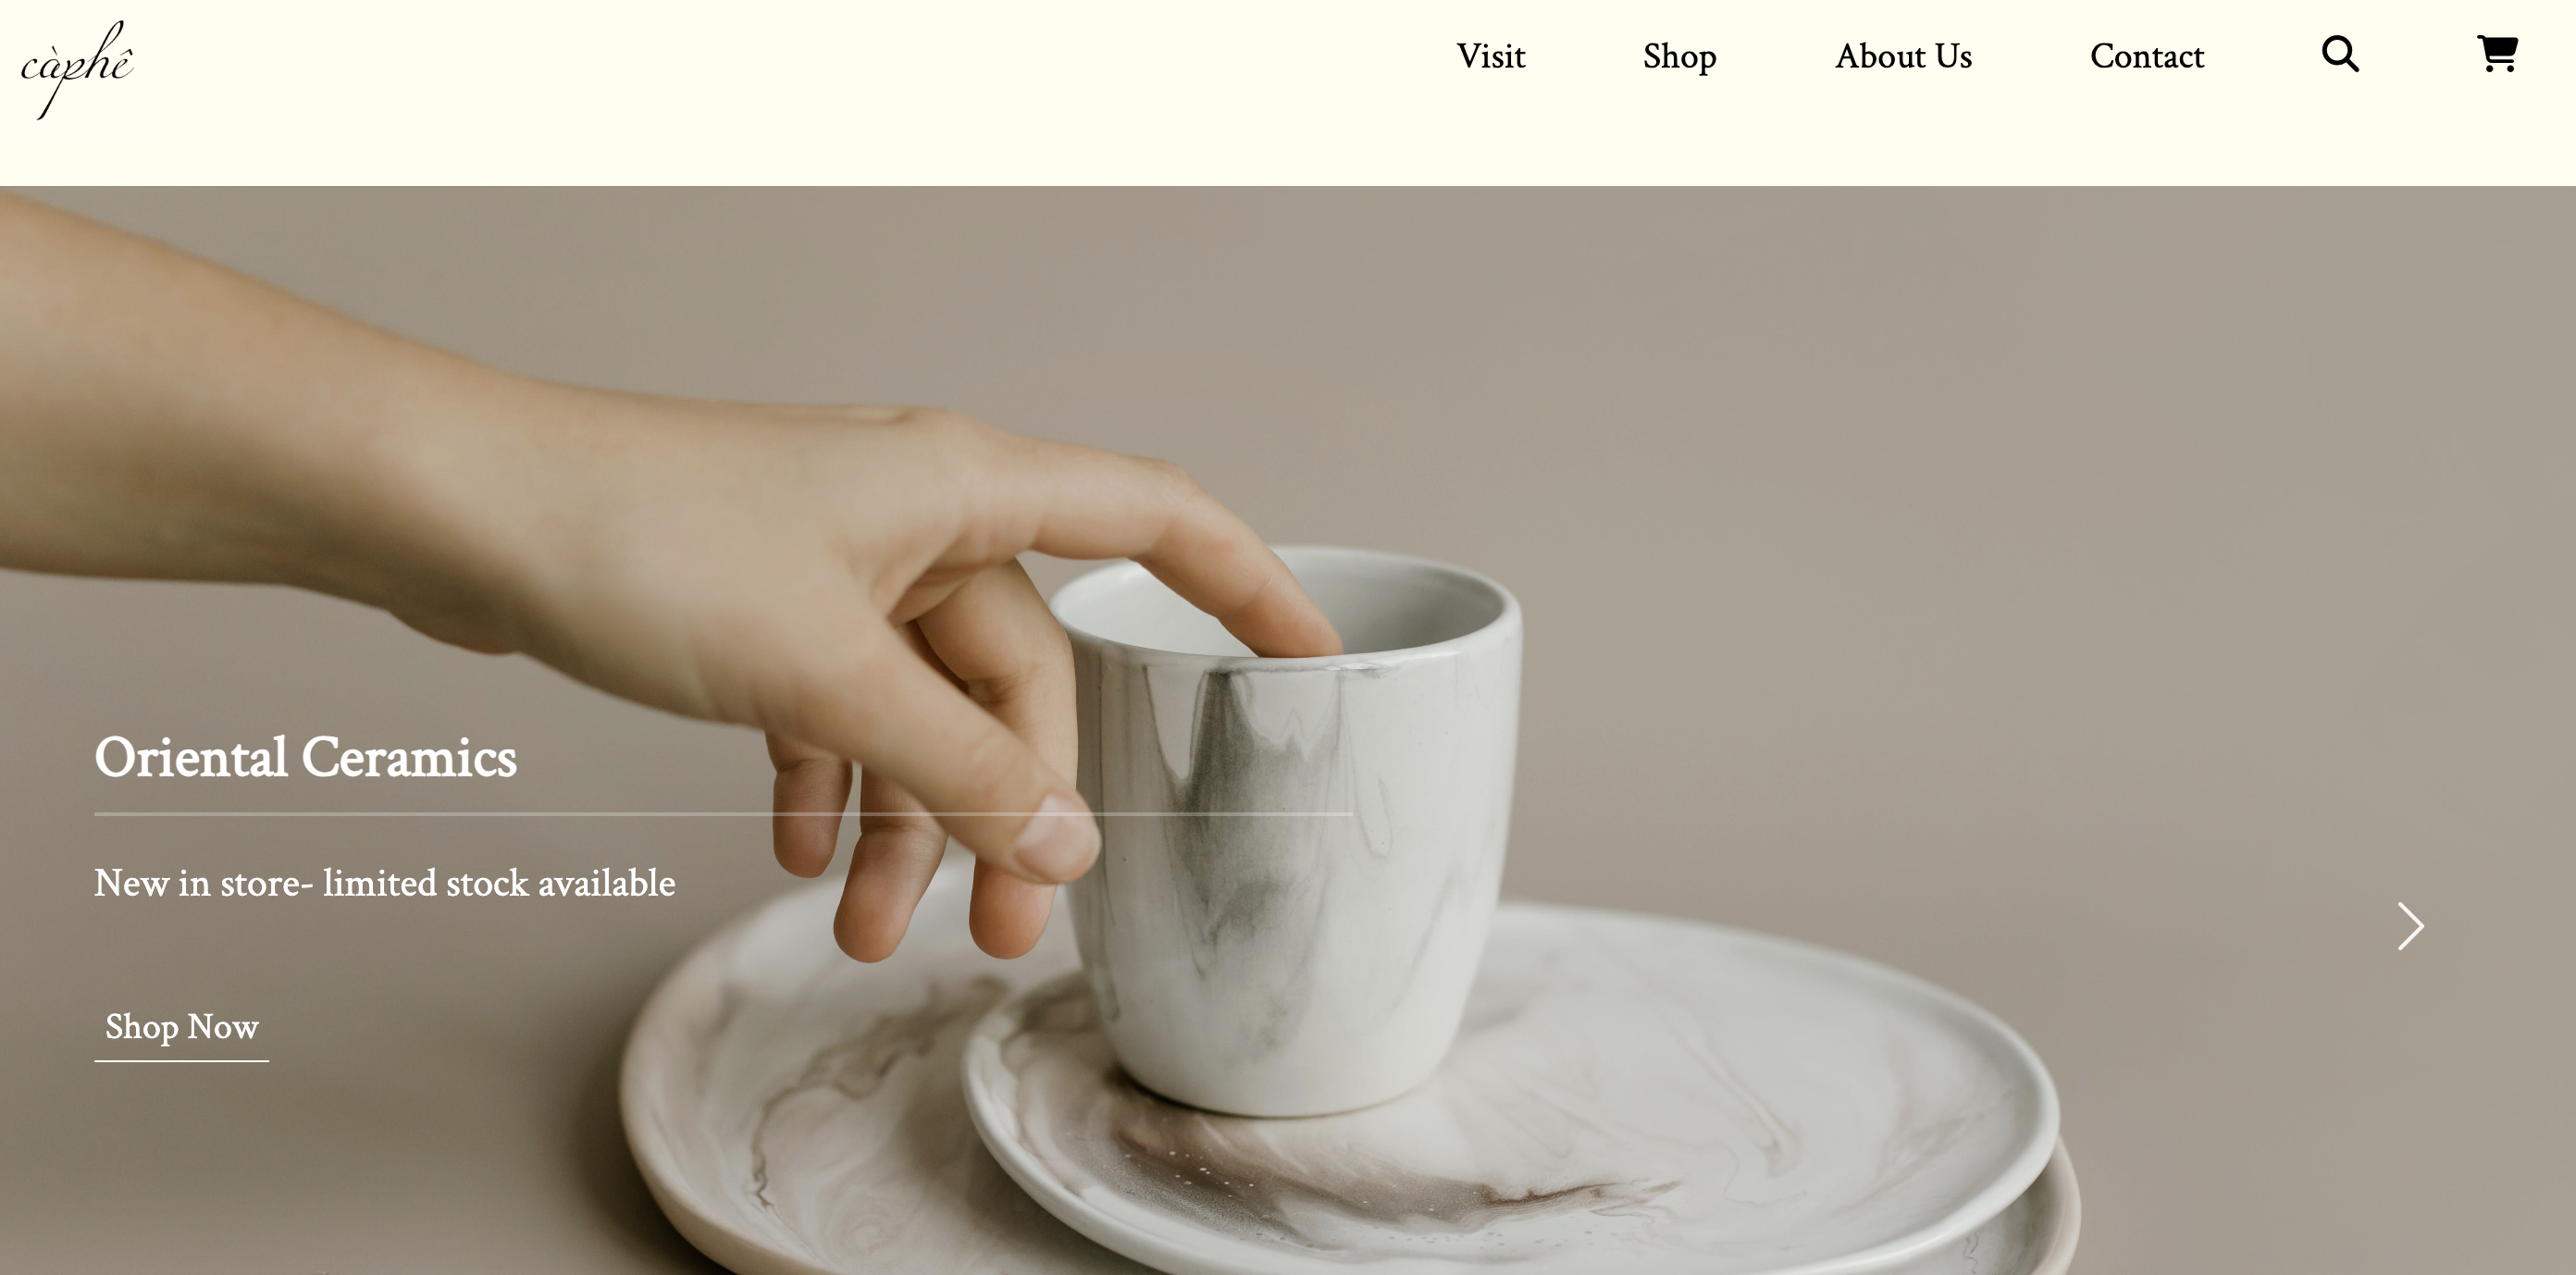 càphê
Visit Shop About Us Contact
Oriental Ceramics
New in store- limited stock available
Shop Now